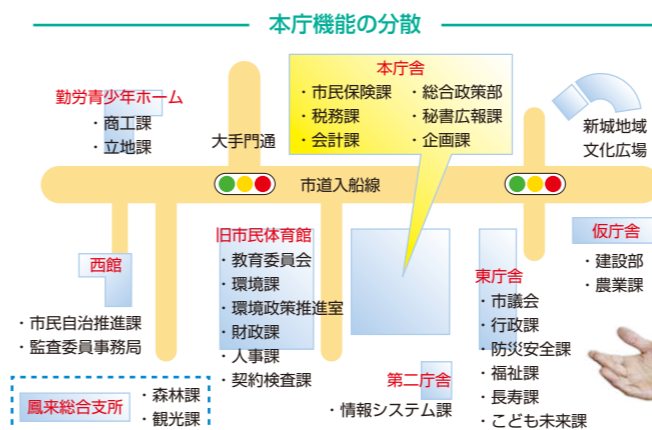 本庁機能の分散
本庁舎
・市民保険課 ・総合政策部
・税務課 ・秘書広報課
・会計課 ・企画課
勤労青少年ホーム
・商工課
・立地課
大手門通
新城地域
文化広場
市道入船線
西館
・市民自治推進課
・監査委員事務局
旧市民体育館
・教育委員会
・環境課
・環境政策推進室
・財政課
・人事課
・契約検査課
東庁舎
・市議会
・行政課
・防災安全課
・福祉課
・長寿課
・こども未来課
仮庁舎
・建設部
・農業課
第二庁舎
・情報システム課
鳳来総合支所
・森林課
・観光課